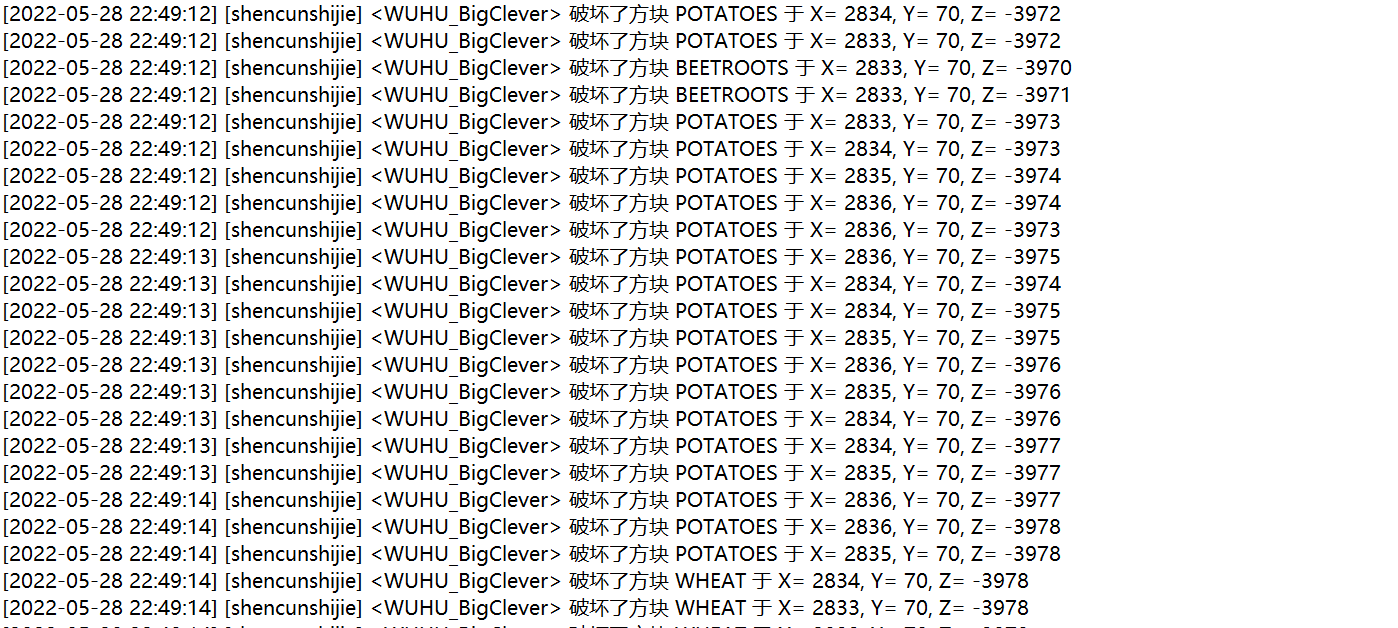 [2022-05-28 22:49:12] [shencunshijie] <WUHU_BigClever> 破坏了方块 POTATOES 于 X= 2834, Y= 70, Z= -3972
[2022-05-28 22:49:12] [shencunshijie] <WUHU_BigClever> 破坏了方块 POTATOES 于 X= 2833, Y= 70, Z= -3972
[2022-05-28 22:49:12] [shencunshijie] <WUHU_BigClever> 破坏了方块 BEETROOTS 于 X= 2833, Y= 70, Z= -3970
[2022-05-28 22:49:12] [shencunshijie] <WUHU_BigClever> 破坏了方块 BEETROOTS 于 X= 2833, Y= 70, Z= -3971
[2022-05-28 22:49:12] [shencunshijie] <WUHU_BigClever> 破坏了方块 POTATOES 于 X= 2833, Y= 70, Z= -3973
[2022-05-28 22:49:12] [shencunshijie] <WUHU_BigClever> 破坏了方块 POTATOES 于 X= 2834, Y= 70, Z= -3973
[2022-05-28 22:49:12] [shencunshijie] <WUHU_BigClever> 破坏了方块 POTATOES 于 X= 2835, Y= 70, Z= -3974
[2022-05-28 22:49:12] [shencunshijie] <WUHU_BigClever> 破坏了方块 POTATOES 于 X= 2836, Y= 70, Z= -3974
[2022-05-28 22:49:12] [shencunshijie] <WUHU_BigClever> 破坏了方块 POTATOES 于 X= 2836, Y= 70, Z= -3973
[2022-05-28 22:49:13] [shencunshijie] <WUHU_BigClever> 破坏了方块 POTATOES 于 X= 2836, Y= 70, Z= -3975
[2022-05-28 22:49:13] [shencunshijie] <WUHU_BigClever> 破坏了方块 POTATOES 于 X= 2834, Y= 70, Z= -3974
[2022-05-28 22:49:13] [shencunshijie] <WUHU_BigClever> 破坏了方块 POTATOES 于 X= 2834, Y= 70, Z= -3975
[2022-05-28 22:49:13] [shencunshijie] <WUHU_BigClever> 破坏了方块 POTATOES 于 X= 2835, Y= 70, Z= -3975
[2022-05-28 22:49:13] [shencunshijie] <WUHU_BigClever> 破坏了方块 POTATOES 于 X= 2836, Y= 70, Z= -3976
[2022-05-28 22:49:13] [shencunshijie] <WUHU_BigClever> 破坏了方块 POTATOES 于 X= 2835, Y= 70, Z= -3976
[2022-05-28 22:49:13] [shencunshijie] <WUHU_BigClever> 破坏了方块 POTATOES 于 X= 2834, Y= 70, Z= -3976
[2022-05-28 22:49:13] [shencunshijie] <WUHU_BigClever> 破坏了方块 POTATOES 于 X= 2834, Y= 70, Z= -3977
[2022-05-28 22:49:13] [shencunshijie] <WUHU_BigClever> 破坏了方块 POTATOES 于 X= 2835, Y= 70, Z= -3977
[2022-05-28 22:49:14] [shencunshijie] <WUHU_BigClever> 破坏了方块 POTATOES 于 X= 2836, Y= 70, Z= -3977
[2022-05-28 22:49:14] [shencunshijie] <WUHU_BigClever> 破坏了方块 POTATOES 于 X= 2836, Y= 70, Z= -3978
[2022-05-28 22:49:14] [shencunshijie] <WUHU_BigClever> 破坏了方块 POTATOES 于 X= 2835, Y= 70, Z= -3978
[2022-05-28 22:49:14] [shencunshijie] <WUHU_BigClever> 破坏了方块 WHEAT 于 X= 2834, Y= 70, Z= -3978
[2022-05-28 22:49:14] [shencunshijie] <WUHU_BigClever> 破坏了方块 WHEAT 于 X= 2833, Y= 70, Z= -3978